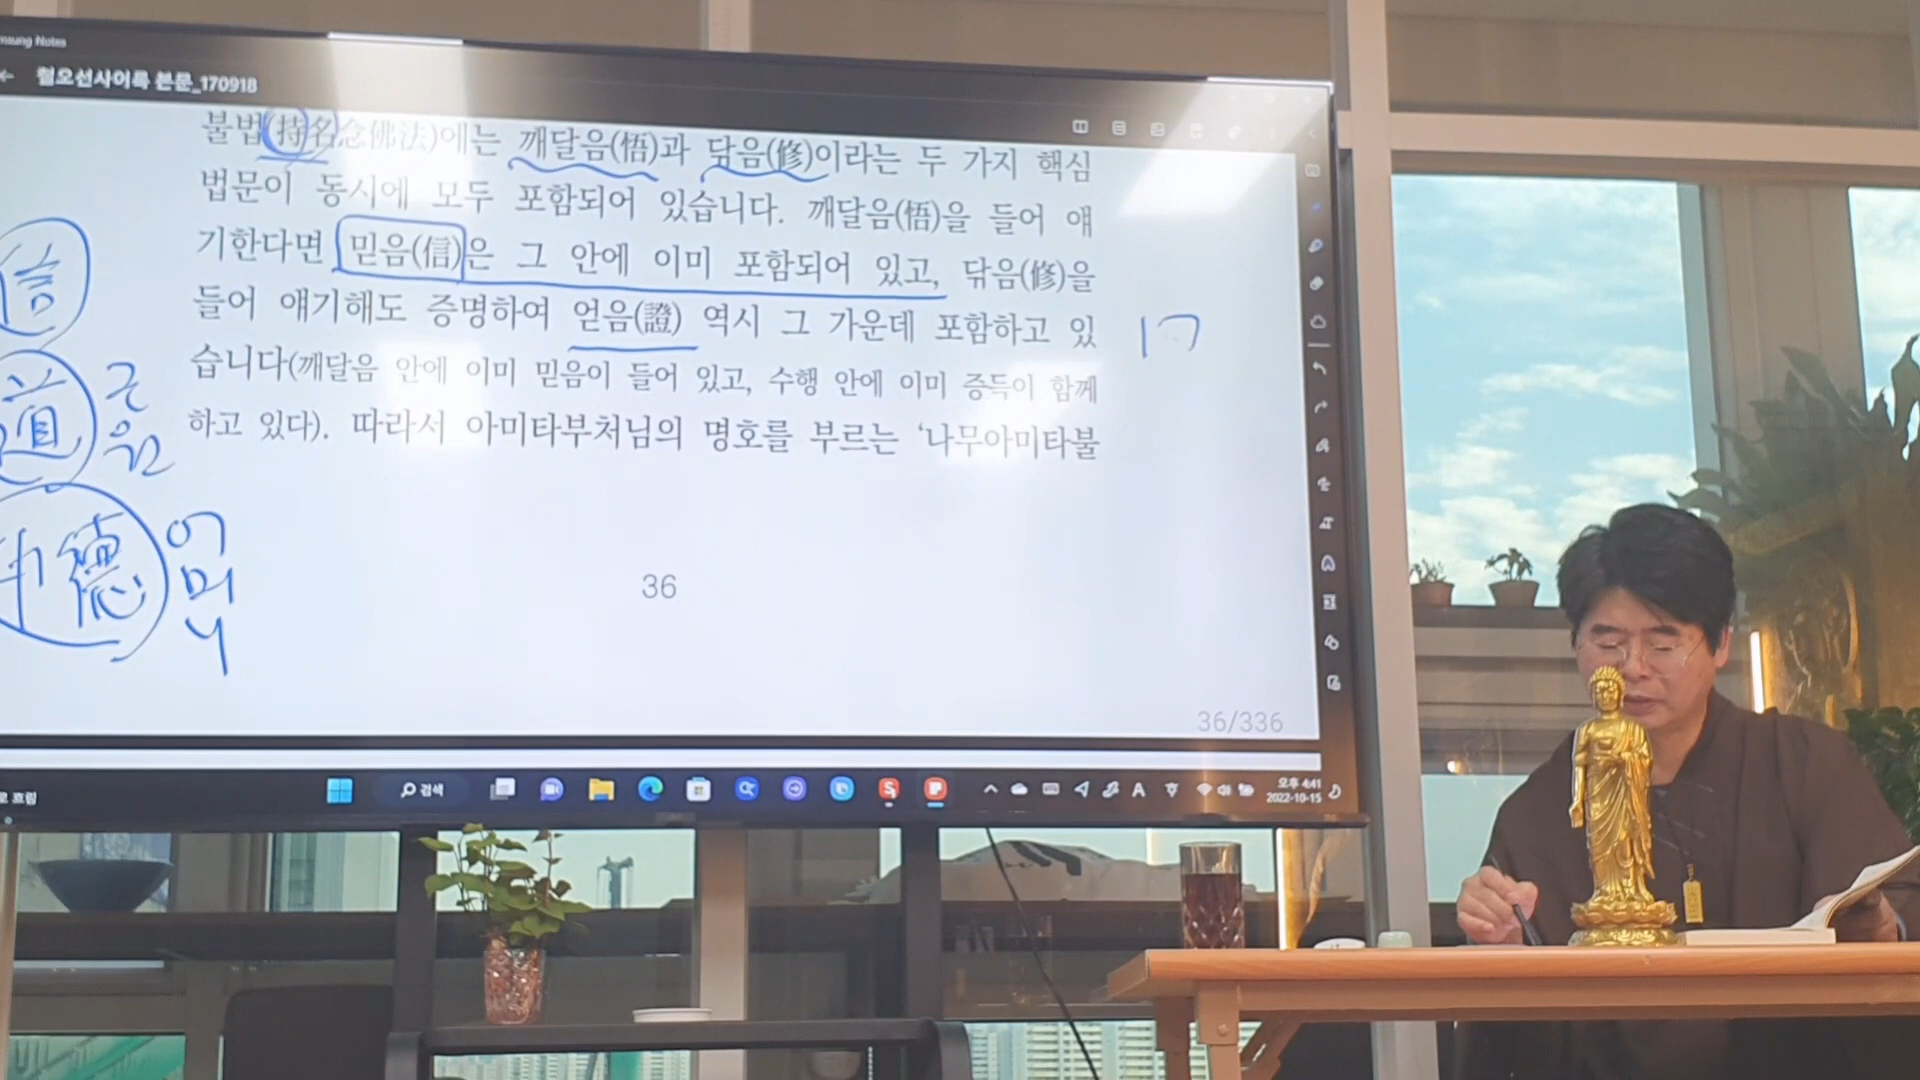 Samsung Notes
철오선사어록 본문_170918
불법(持名念佛法)에는 깨달음(悟)과 닦음(修)이라는 두 가지 핵심
법문이 동시에 모두 포함되어 있습니다. 깨달음(悟)을 들어 얘
기한다면 믿음(信)은 그 안에 이미 포함되어 있고, 닦음(修)을
들어 얘기해도 증명하여 얻음(證) 역시 그 가운데 포함하고 있
습니다(깨달음 안에 이미 믿음이 들어 있고, 수행 안에 이미 증득이 함께
하고 있다). 따라서 아미타부처님의 명호를 부르는 ‘나무아미타불
信
道 근
원
德 어
머
니
36
36/336
로 흐림
검색
A
오후 4:41
2022-10-15